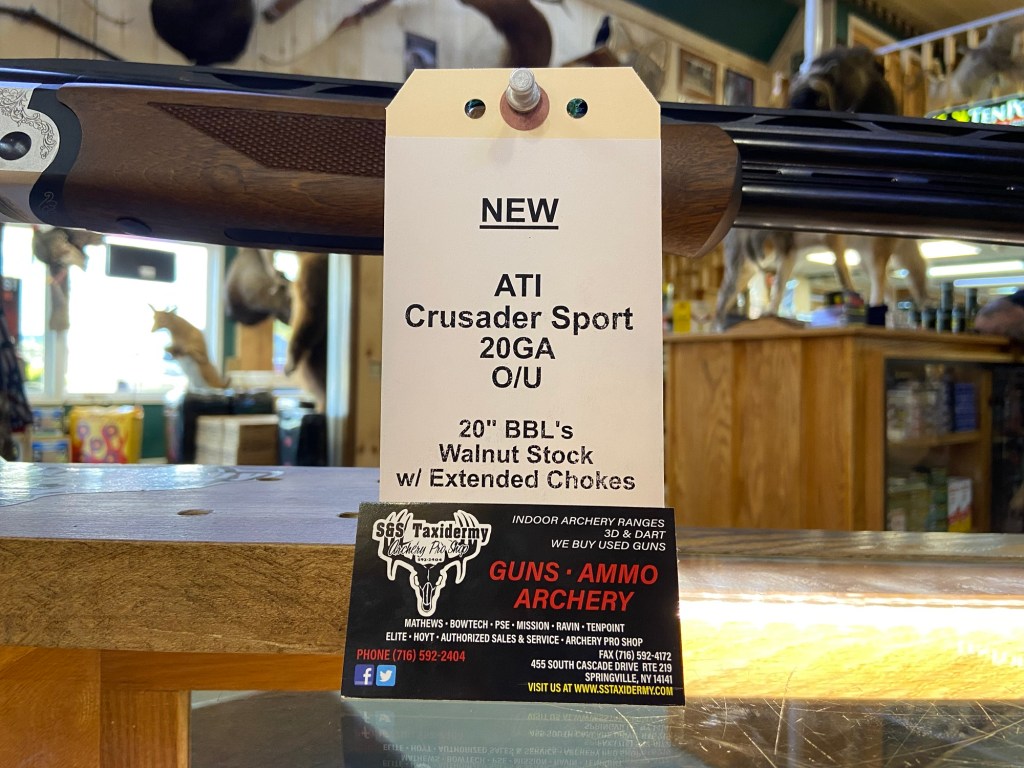 TEN
NEW
ATI
Crusader Sport
20GA
O/U
20" BBL's
Walnut Stock
w/ Extended Chokes
S&S Taxidermy
Archery Pro Shop
592-2404
INDOOR ARCHERY RANGES
3D & DART
WE BUY USED GUNS
GUNS · AMMO
ARCHERY
MATHEWS · BOWTECH · PSE · MISSION · RAVIN · TENPOINT
ELITE · HOYT · AUTHORIZED SALES & SERVICE · ARCHERY PRO SHOP
PHONE (716) 592-2404
FAX (716) 592-4172
455 SOUTH CASCADE DRIVE RTE 219
SPRINGVILLE, NY 14141
VISIT US AT WWW.SSTAXIDERMY.COM